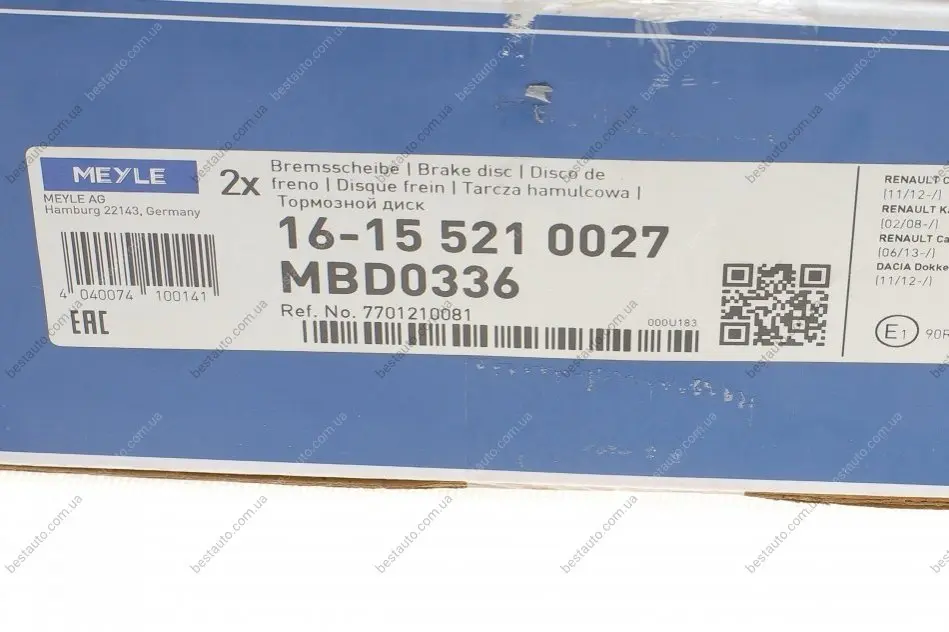 MEYLE
MEYLE AG
Hamburg 22143, Germany
4 040074 100141
EAC
2x
Bremsscheibe | Brake disc | Disco de
freno | Disque frein | Tarcza hamulcowa |
Тормозной диск
16-15 521 0027
MBD0336
Ref. No. 7701210081
000U183
RENAULT
(11/12-/)
RENAULT
(02/08-/)
RENAULT
(06/13-/)
DACIA
(11/12-/)
E1
bestauto.com.ua